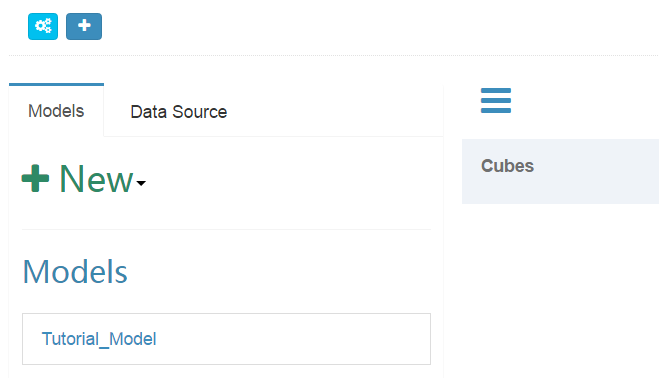 Models
Data Source
New
Models
Tutorial_Model
Cubes